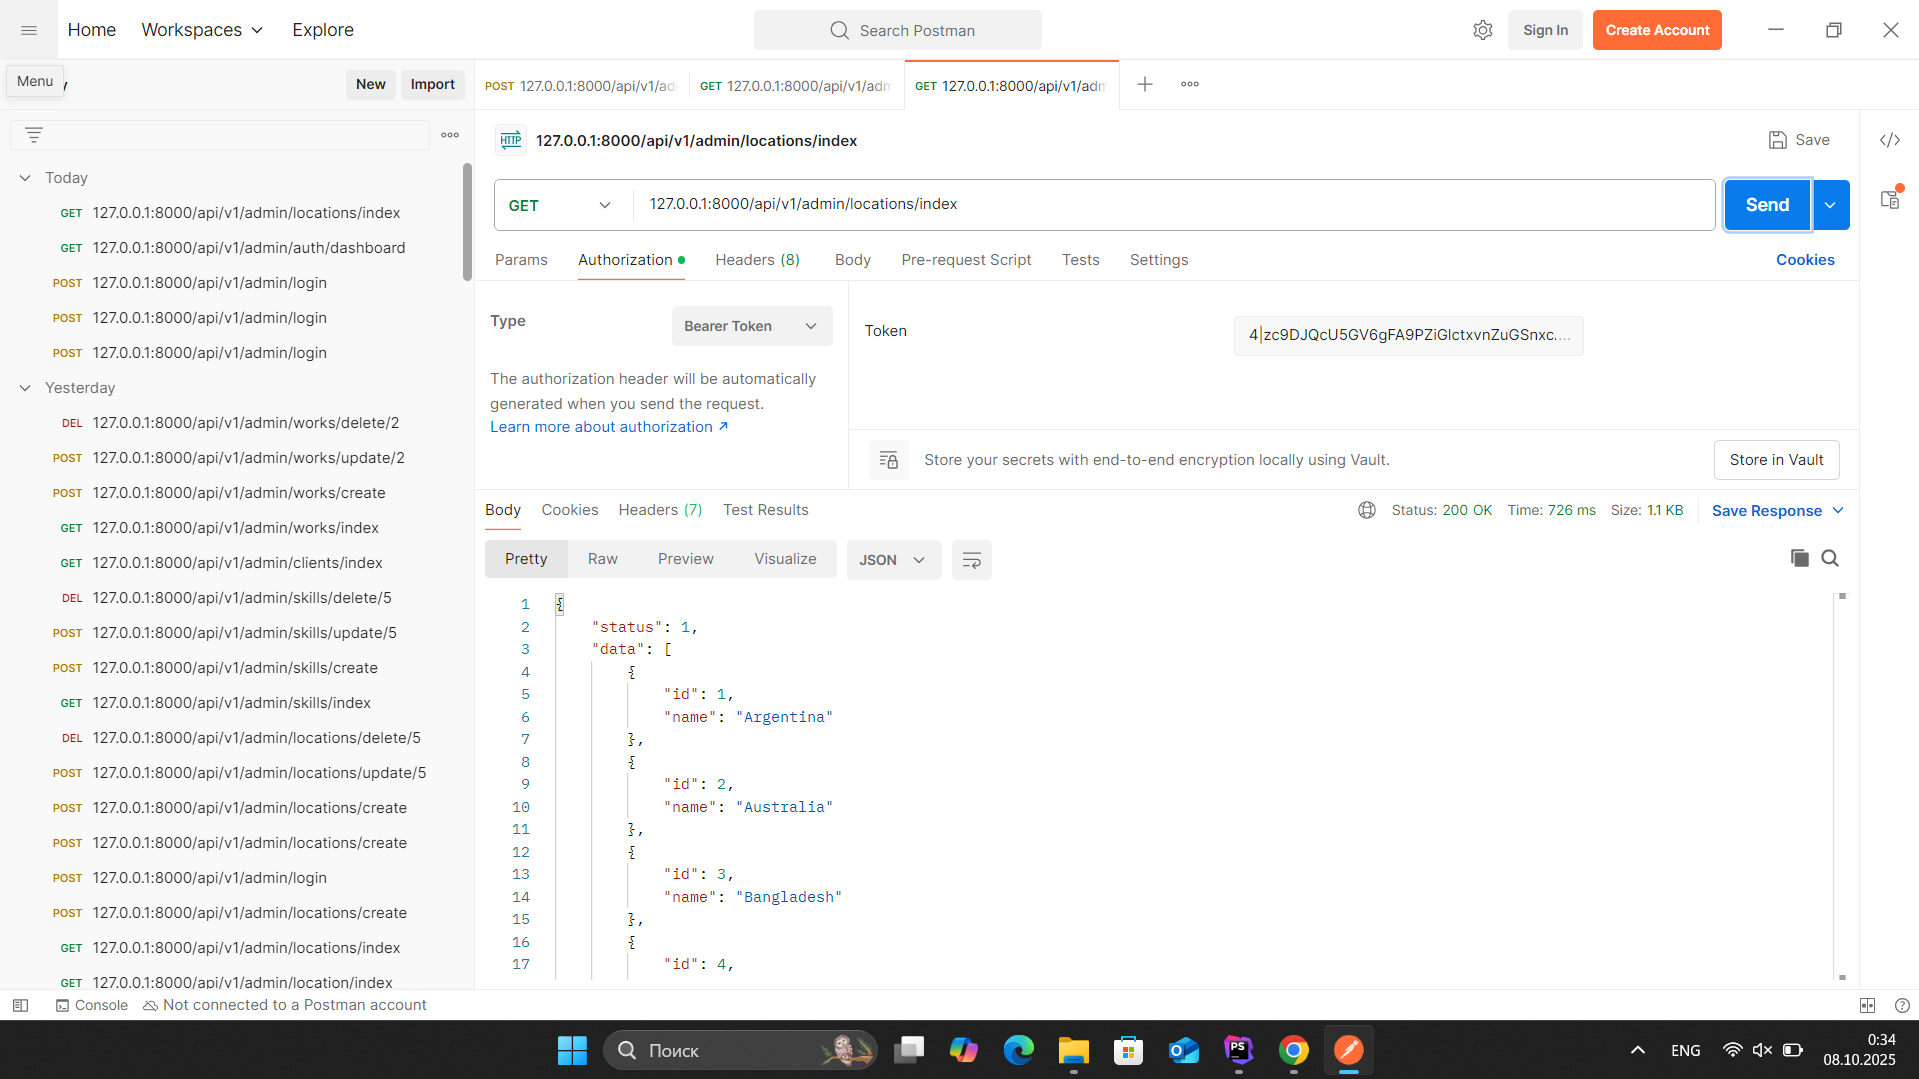 Home
Workspaces
Explore
Search Postman
Sign In
Create Account
Menu
New
Import
POST 127.0.0.1:8000/api/v1/ad
GET 127.0.0.1:8000/api/v1/adm
GET 127.0.0.1:8000/api/v1/adm
HTTP 127.0.0.1:8000/api/v1/admin/locations/index
Save
Today
GET 127.0.0.1:8000/api/v1/admin/locations/index
GET 127.0.0.1:8000/api/v1/admin/auth/dashboard
POST 127.0.0.1:8000/api/v1/admin/login
POST 127.0.0.1:8000/api/v1/admin/login
POST 127.0.0.1:8000/api/v1/admin/login
Yesterday
DEL 127.0.0.1:8000/api/v1/admin/works/delete/2
POST 127.0.0.1:8000/api/v1/admin/works/update/2
POST 127.0.0.1:8000/api/v1/admin/works/create
GET 127.0.0.1:8000/api/v1/admin/works/index
GET 127.0.0.1:8000/api/v1/admin/clients/index
DEL 127.0.0.1:8000/api/v1/admin/skills/delete/5
POST 127.0.0.1:8000/api/v1/admin/skills/update/5
POST 127.0.0.1:8000/api/v1/admin/skills/create
GET 127.0.0.1:8000/api/v1/admin/skills/index
DEL 127.0.0.1:8000/api/v1/admin/locations/delete/5
POST 127.0.0.1:8000/api/v1/admin/locations/update/5
POST 127.0.0.1:8000/api/v1/admin/locations/create
POST 127.0.0.1:8000/api/v1/admin/locations/create
POST 127.0.0.1:8000/api/v1/admin/login
POST 127.0.0.1:8000/api/v1/admin/locations/create
GET 127.0.0.1:8000/api/v1/admin/locations/index
GET 127.0.0.1:8000/api/v1/admin/location/index
GET
127.0.0.1:8000/api/v1/admin/locations/index
Send
Params
Authorization
Headers (8)
Body
Pre-request Script
Tests
Settings
Cookies
Type
Bearer Token
The authorization header will be automatically
generated when you send the request.
Learn more about authorization ↗
Token
4|zc9DJQcU5GV6gFA9PZiGlctxvnZuGSnxc....
Store your secrets with end-to-end encryption locally using Vault.
Store in Vault
Body
Cookies
Headers (7)
Test Results
Status: 200 OK
Time: 726 ms
Size: 1.1 KB
Save Response
Pretty
Raw
Preview
Visualize
JSON
1 {
2 "status": 1,
3 "data": [
4 {
5 "id": 1,
6 "name": "Argentina"
7 },
8 {
9 "id": 2,
10 "name": "Australia"
11 },
12 {
13 "id": 3,
14 "name": "Bangladesh"
15 },
16 {
17 "id": 4,
Console
Not connected to a Postman account
Поиск
PS
ENG
0:34
08.10.2025